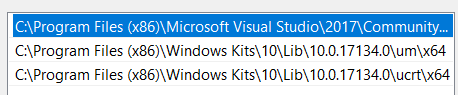 C:\Program Files (x86)\Microsoft Visual Studio\2017\Community...
C:\Program Files (x86)\Windows Kits\10\Lib\10.0.17134.0\um\x64
C:\Program Files (x86)\Windows Kits\10\Lib\10.0.17134.0\ucrt\x64